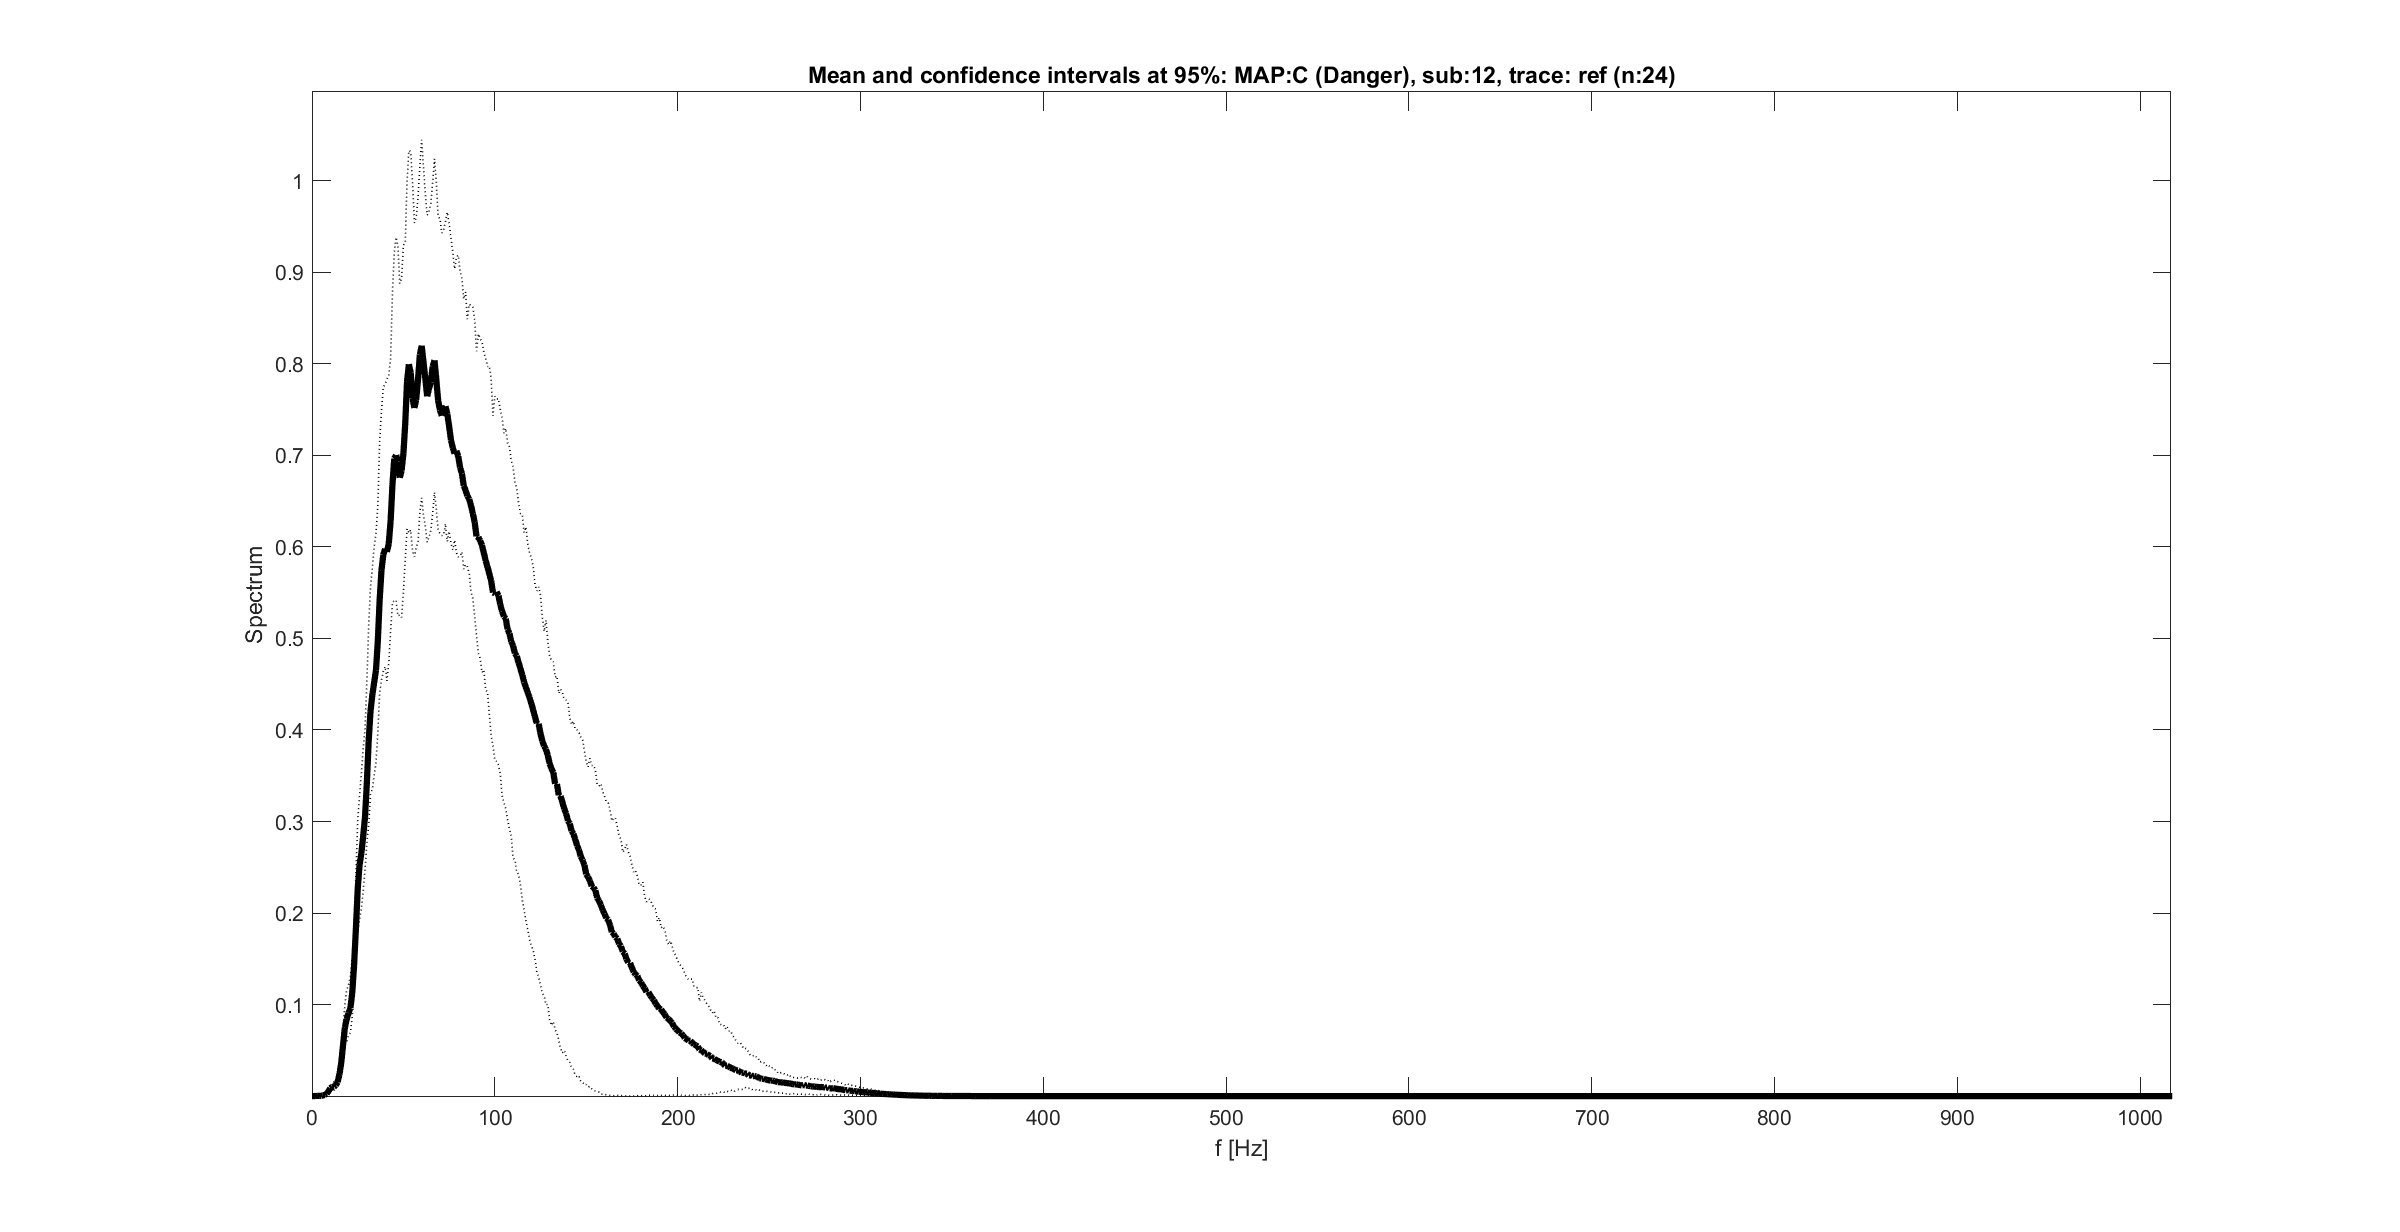 Mean and confidence intervals at 95%: MAP:C (Danger), sub:12, trace: ref (n:24)
1
0.9
0.8
0.7
0.6
Spectrum
0.5
0.4
0.3
0.2
0.1
0 100 200 300 400 500 600 700 800 900 1000
f [Hz]